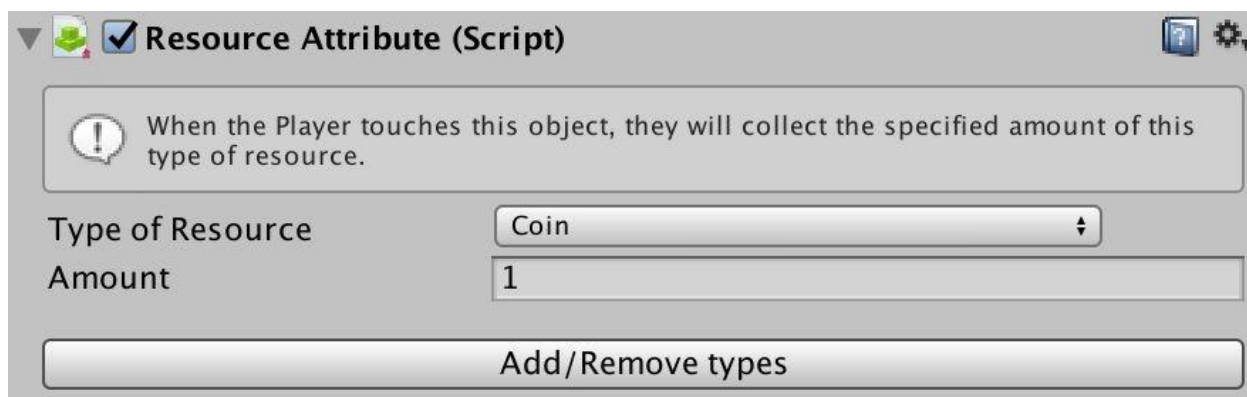 Resource Attribute (Script)
When the Player touches this object, they will collect the specified amount of this
type of resource.
Type of Resource
Coin
Amount
1
Add/Remove types